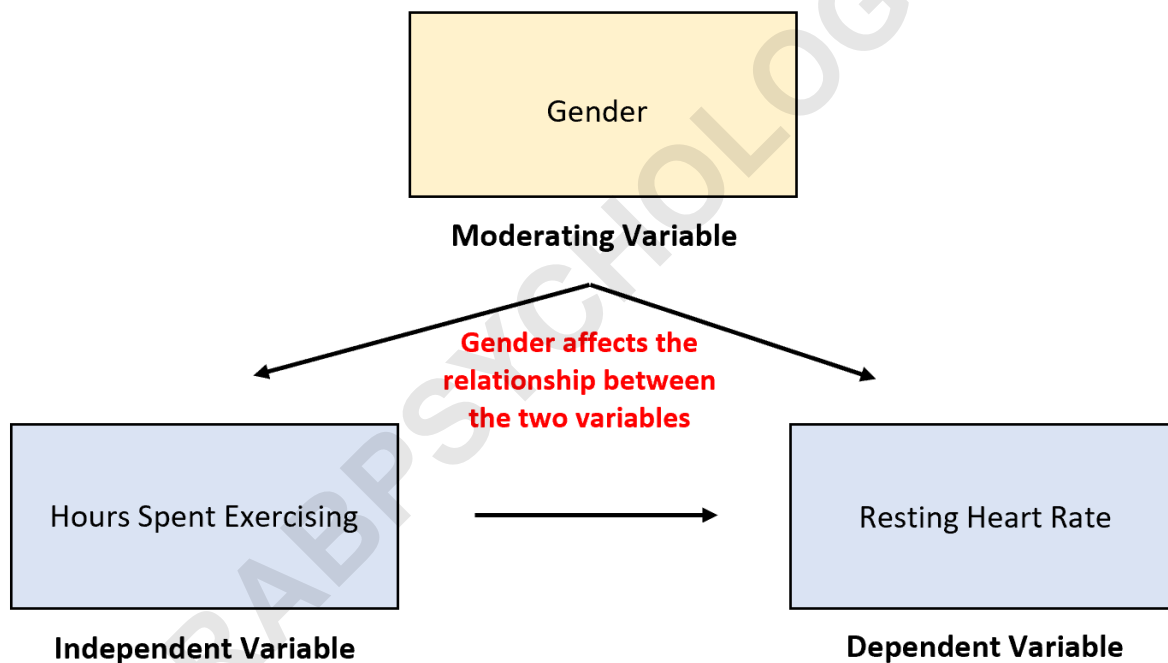 Gender
Moderating Variable
Gender affects the
relationship between
the two variables
Hours Spent Exercising
Resting Heart Rate
Independent Variable
Dependent Variable
RABPSYCHOLOG